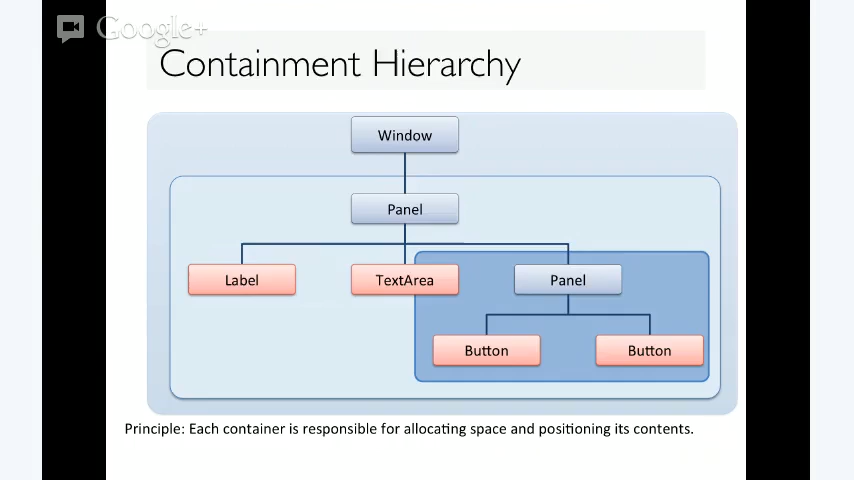 Google+
Containment Hierarchy
Window
Panel
Label TextArea Panel
Button Button
Principle: Each container is responsible for allocating space and positioning its contents.